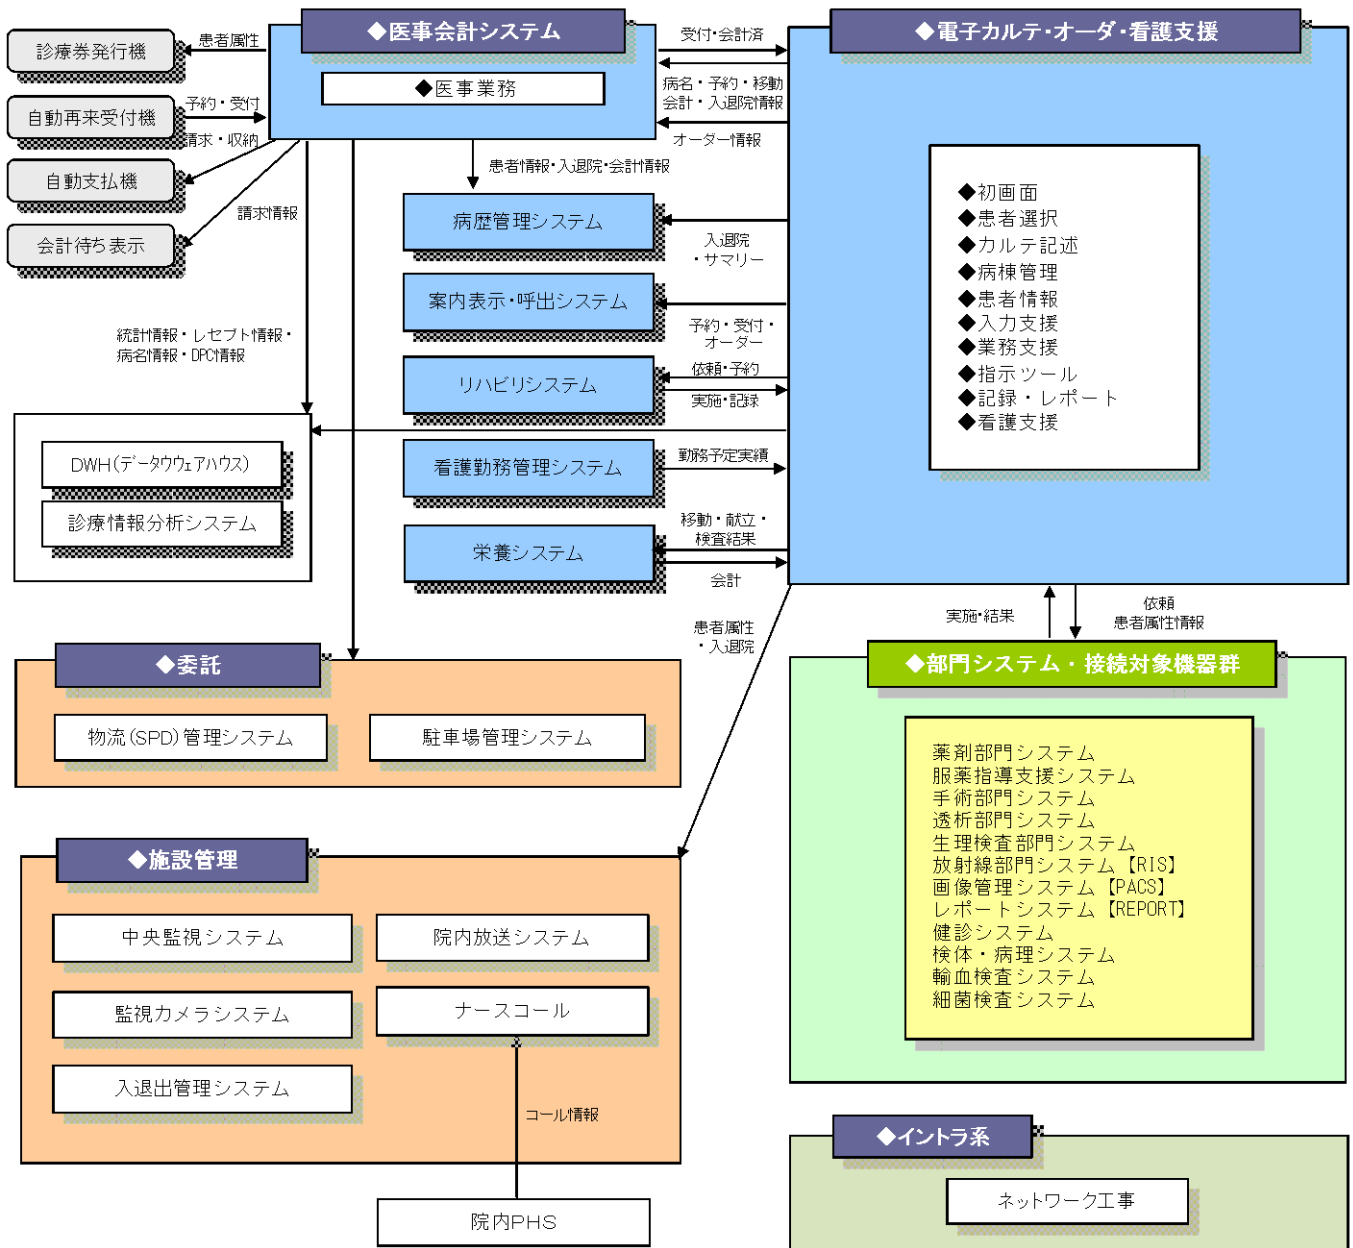 ◆医事会計システム
◆医事業務
診療券発行機
自動再来受付機
自動支払機
会計待ち表示
患者属性
予約・受付
請求・収納
請求情報
受付・会計済
病名・予約・移動
会計・入退院情報
オーダー情報
◆電子カルテ・オーダ・看護支援
◆初画面
◆患者選択
◆カルテ記述
◆病棟管理
◆患者情報
◆入力支援
◆業務支援
◆指示ツール
◆記録・レポート
◆看護支援
患者情報・入退院・会計情報
病歴管理システム
入退院
・サマリー
案内表示・呼出システム
予約・受付・
オーダー
リハビリシステム
依頼・予約
実施・記録
看護勤務管理システム
勤務予定実績
栄養システム
移動・献立・
検査結果
会計
統計情報・レセプト情報・
病名情報・DPC情報
DWH(データウウェアハウス)
診療情報分析システム
患者属性
・入退院
実施・結果
依頼
患者属性情報
◆委託
物流(SPD)管理システム
駐車場管理システム
◆施設管理
中央監視システム
院内放送システム
監視カメラシステム
ナースコール
入退出管理システム
コール情報
院内PHS
◆部門システム・接続対象機器群
薬剤部門システム
服薬指導支援システム
手術部門システム
透析部門システム
生理検査部門システム
放射線部門システム【RIS】
画像管理システム【PACS】
レポートシステム【REPORT】
健診システム
検体・病理システム
輸血検査システム
細菌検査システム
◆イントラ系
ネットワーク工事